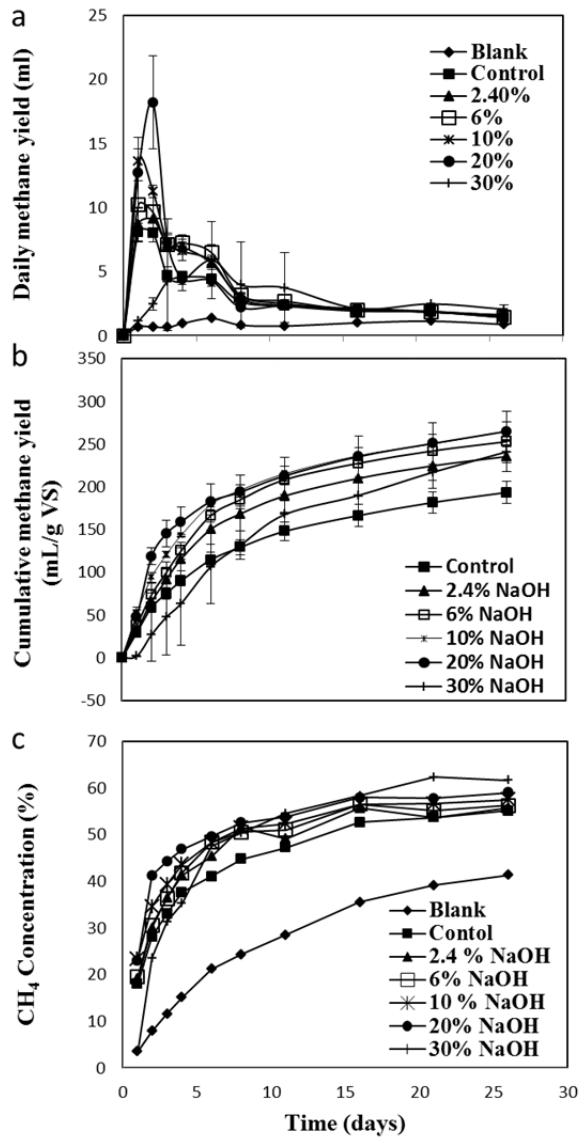 a
Daily methane yield (ml)
25
20
15
10
5
0
Blank
Control
2.40%
6%
10%
20%
30%
b
Cumulative methane yield
(mL/g VS)
350
300
250
200
150
100
50
0
-50
Control
2.4% NaOH
6% NaOH
10% NaOH
20% NaOH
30% NaOH
c
CH4 Concentration (%)
70
60
50
40
30
20
10
0
Blank
Contol
2.4 % NaOH
6% NaOH
10 % NaOH
20% NaOH
30% NaOH
0 5 10 15 20 25 30
Time (days)